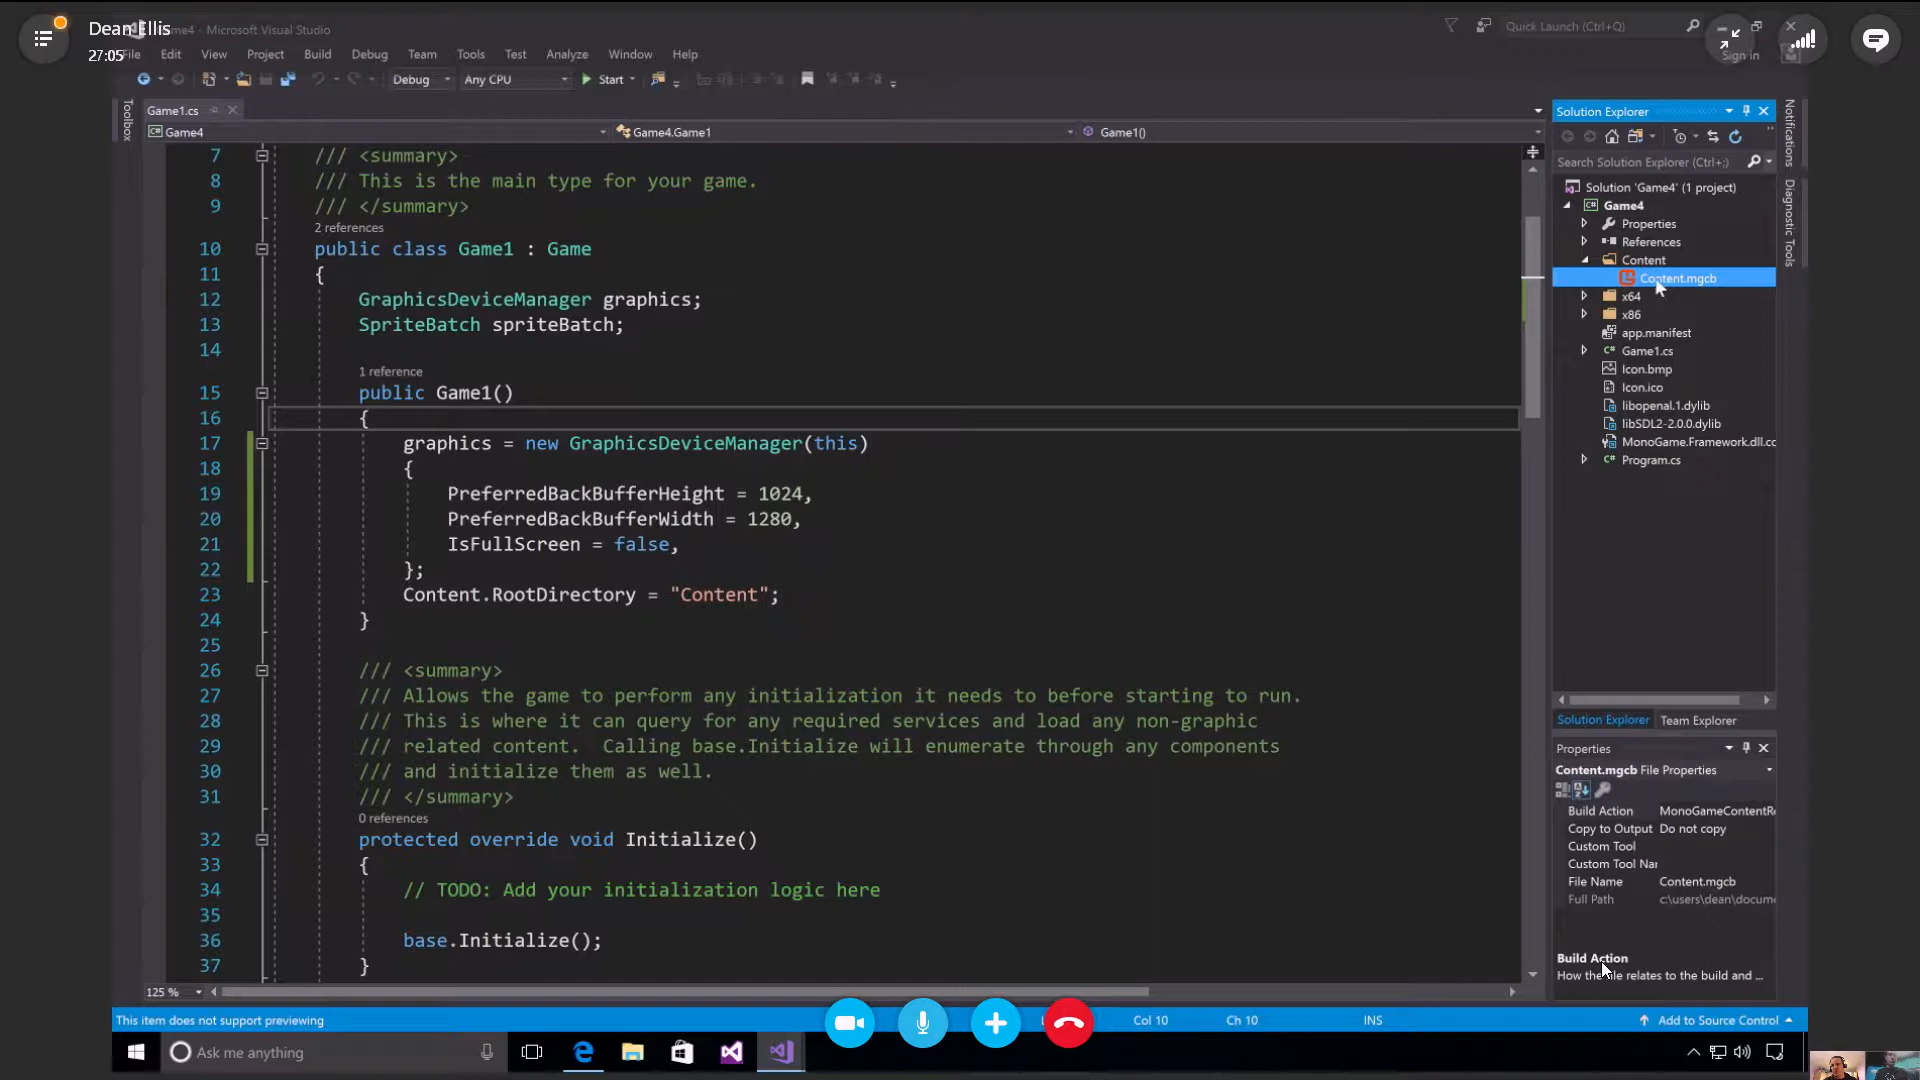 Dean Ellis
27:05
Game4 - Microsoft Visual Studio
Quick Launch (Ctrl+Q)
File Edit View Project Build Debug Team Tools Test Analyze Window Help
Sign in
Debug Any CPU Start
Toolbox
Game1.cs
Game4 Game4.Game1 Game1()
7 /// <summary>
8 /// This is the main type for your game.
9 /// </summary>
2 references
10 public class Game1 : Game
11 {
12 GraphicsDeviceManager graphics;
13 SpriteBatch spriteBatch;
14
1 reference
15 public Game1()
16 {
17 graphics = new GraphicsDeviceManager(this)
18 {
19 PreferredBackBufferHeight = 1024,
20 PreferredBackBufferWidth = 1280,
21 IsFullScreen = false,
22 };
23 Content.RootDirectory = "Content";
24 }
25
26 /// <summary>
27 /// Allows the game to perform any initialization it needs to before starting to run.
28 /// This is where it can query for any required services and load any non-graphic
29 /// related content.  Calling base.Initialize will enumerate through any components
30 /// and initialize them as well.
31 /// </summary>
0 references
32 protected override void Initialize()
33 {
34 // TODO: Add your initialization logic here
35
36 base.Initialize();
37 }
125 %
Solution Explorer
Search Solution Explorer (Ctrl+;)
Solution 'Game4' (1 project)
Game4
Properties
References
Content
Content.mgcb
x64
x86
app.manifest
Game1.cs
Icon.bmp
Icon.ico
libopenal.1.dylib
libSDL2-2.0.0.dylib
MonoGame.Framework.dll.cc
Program.cs
Solution Explorer Team Explorer
Properties
Content.mgcb File Properties
Build Action MonoGameContentRe
Copy to Output Do not copy
Custom Tool
Custom Tool Nar
File Name Content.mgcb
Full Path c:\users\dean\docume
Build Action
How the file relates to the build and ...
Notifications
Diagnostic Tools
This item does not support previewing
Col 10 Ch 10 INS
Add to Source Control
Ask me anything